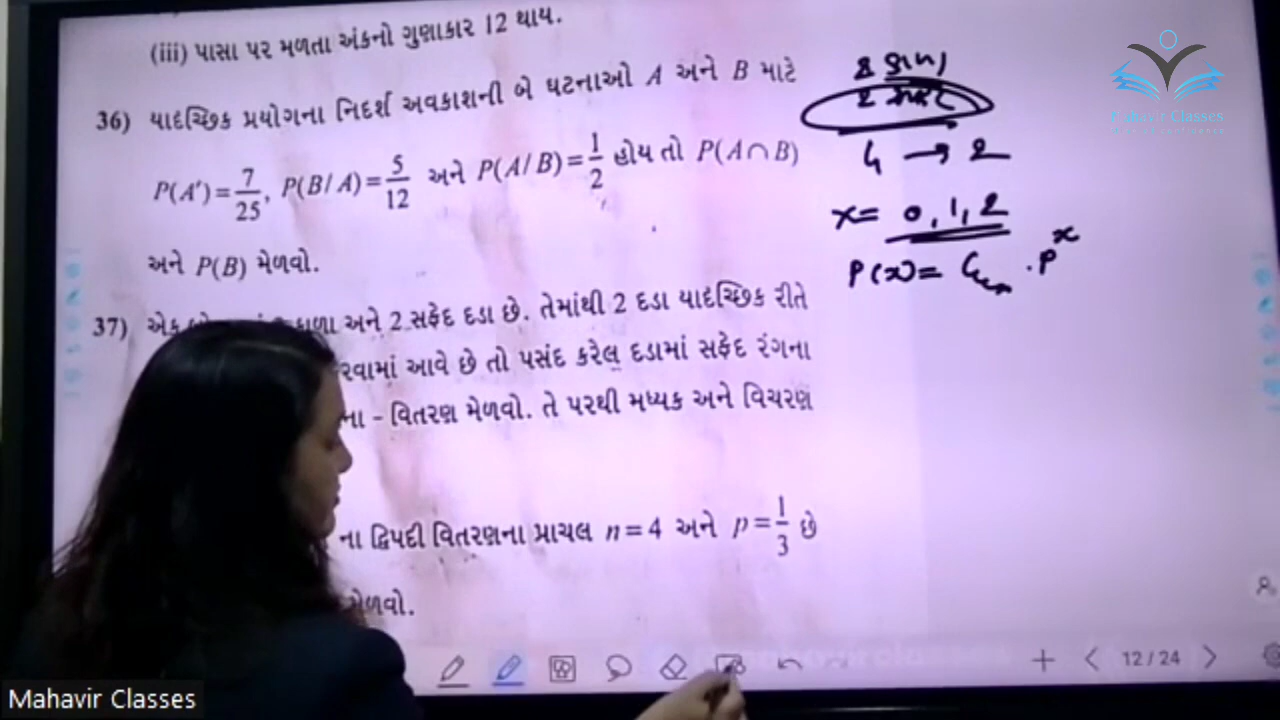 (iii) પાસા પર મળતા અંકનો ગુણાકાર 12 થાય.
36) યાદચ્છિક પ્રયોગના નિદર્શ અવકાશની બે ઘટનાઓ A અને B માટે
P(A') = 7/25, P(B/A) = 5/12 અને P(A/B) = 1/2 હોય તો P(A∩B)
અને P(B) મેળવો.
37) એક કાળા અને 2 સફેદ દડા છે. તેમાંથી 2 દડા યાદચ્છિક રીતે
રવામાં આવે છે તો પસંદ કરેલ દડામાં સફેદ રંગના
ના - વિતરણ મેળવો. તે પરથી મધ્યક અને વિચરણ
ના દ્વિપદી વિતરણના પ્રાચલ n = 4 અને p = 1/3 છે
મેળવો.
2 સફેદ
→ 2
x = 0, 1, 2
P(x) = . P^x
Mahavir Classes
12 / 24
Mahavir Classes